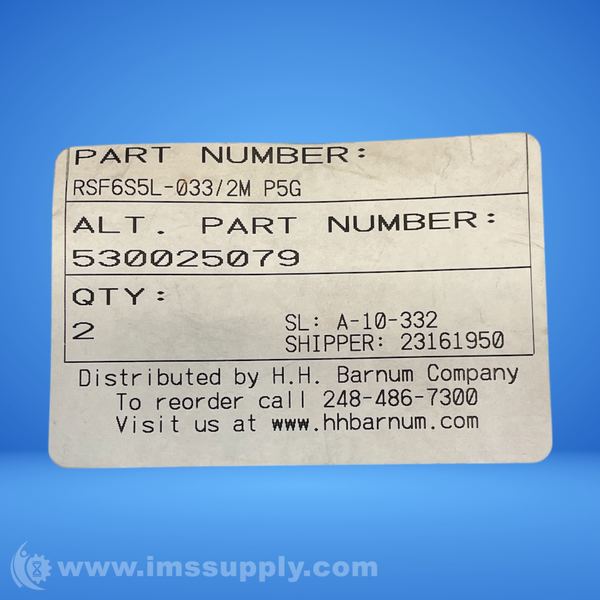 PART NUMBER:
RSF6S5L-033/2M P5G
ALT. PART NUMBER:
530025079
QTY:
2
SL: A-10-332
SHIPPER: 23161950
Distributed by H.H. Barnum Company
To reorder call 248-486-7300
Visit us at www.hhbarnum.com
www.imssupply.com